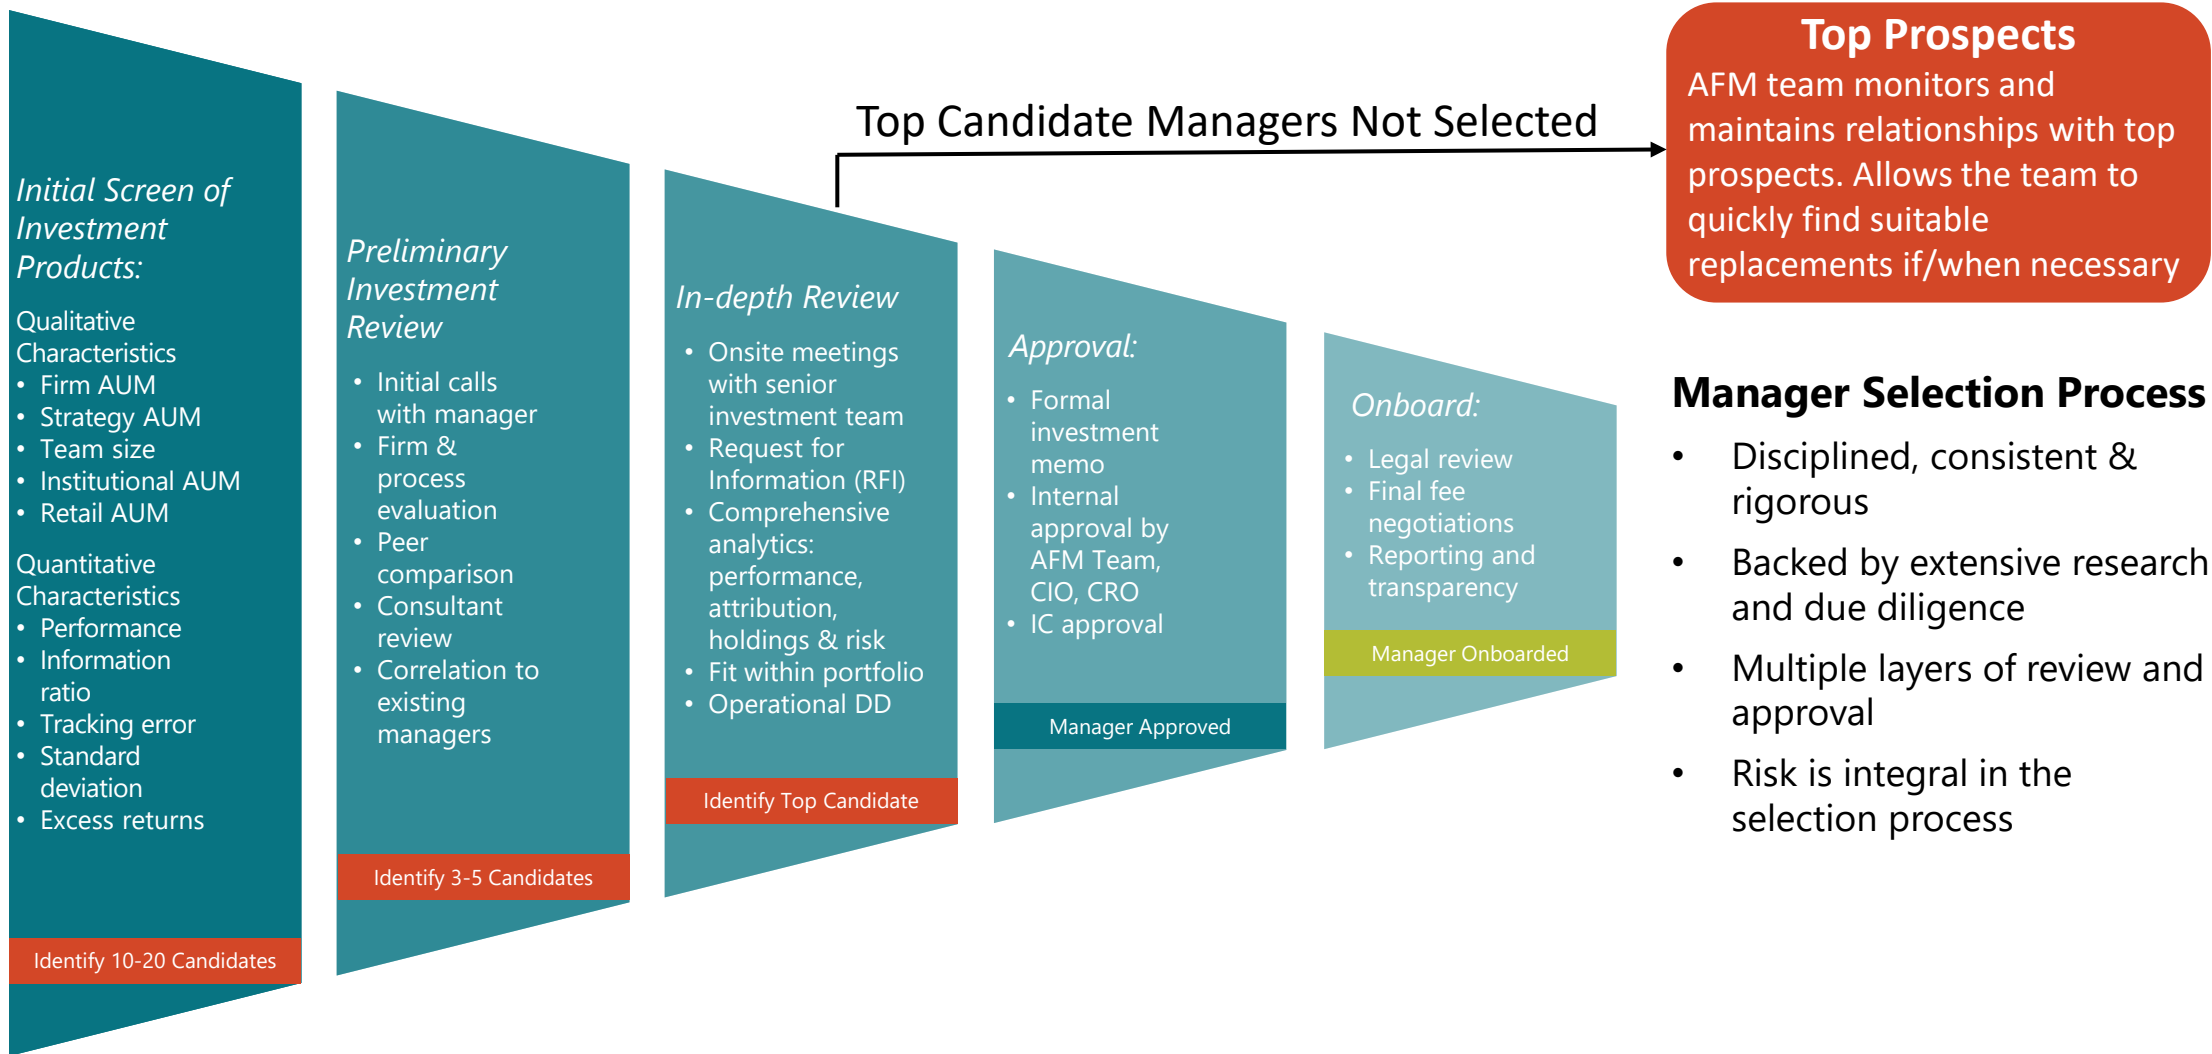 Initial Screen of
Investment
Products:
Qualitative
Characteristics
• Firm AUM
• Strategy AUM
• Team size
• Institutional AUM
• Retail AUM
Quantitative
Characteristics
• Performance
• Information
ratio
• Tracking error
• Standard
deviation
• Excess returns
Identify 10-20 Candidates
Preliminary
Investment
Review
• Initial calls
with manager
• Firm &
process
evaluation
• Peer
comparison
• Consultant
review
• Correlation to
existing
managers
Identify 3-5 Candidates
In-depth Review
• Onsite meetings
with senior
investment team
• Request for
Information (RFI)
• Comprehensive
analytics:
performance,
attribution,
holdings & risk
• Fit within portfolio
• Operational DD
Identify Top Candidate
Approval:
• Formal
investment
memo
• Internal
approval by
AFM Team,
CIO, CRO
• IC approval
Manager Approved
Onboard:
• Legal review
• Final fee
negotiations
• Reporting and
transparency
Manager Onboarded
Top Candidate Managers Not Selected
Top Prospects
AFM team monitors and
maintains relationships with top
prospects. Allows the team to
quickly find suitable
replacements if/when necessary
Manager Selection Process
• Disciplined, consistent &
rigorous
• Backed by extensive research
and due diligence
• Multiple layers of review and
approval
• Risk is integral in the
selection process